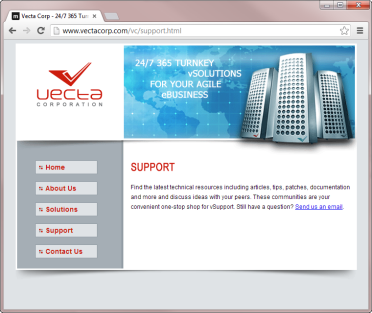 Vecta Corp - 24/7 365 Turn
www.vectacorp.com/vc/support.html
vecta
CORPORATION
24/7 365 TURNKEY
vSOLUTIONS
FOR YOUR AGILE
eBUSINESS
Home
About Us
Solutions
Support
Contact Us
SUPPORT
Find the latest technical resources including articles, tips, patches, documentation
and more and discuss ideas with your peers. These communities are your
convenient one-stop shop for vSupport. Still have a question? Send us an email.